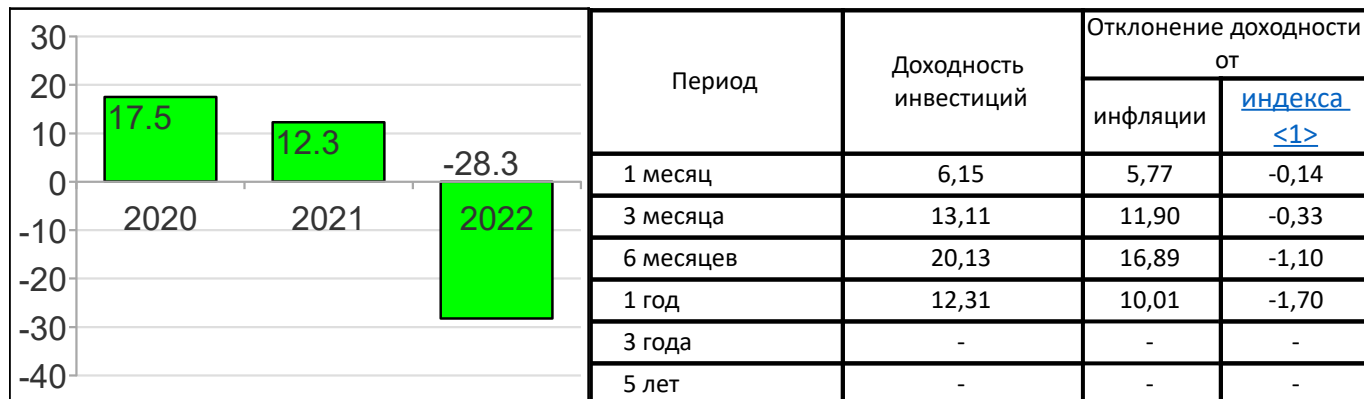 30
20
10
0
-10
-20
-30
-40
17.5
12.3
-28.3
2020
2021
2022
Период
Доходность
инвестиций
Отклонение доходности
от
инфляции
индекса
<1>
1 месяц 6,15 5,77 -0,14
3 месяца 13,11 11,90 -0,33
6 месяцев 20,13 16,89 -1,10
1 год 12,31 10,01 -1,70
3 года - - -
5 лет - - -